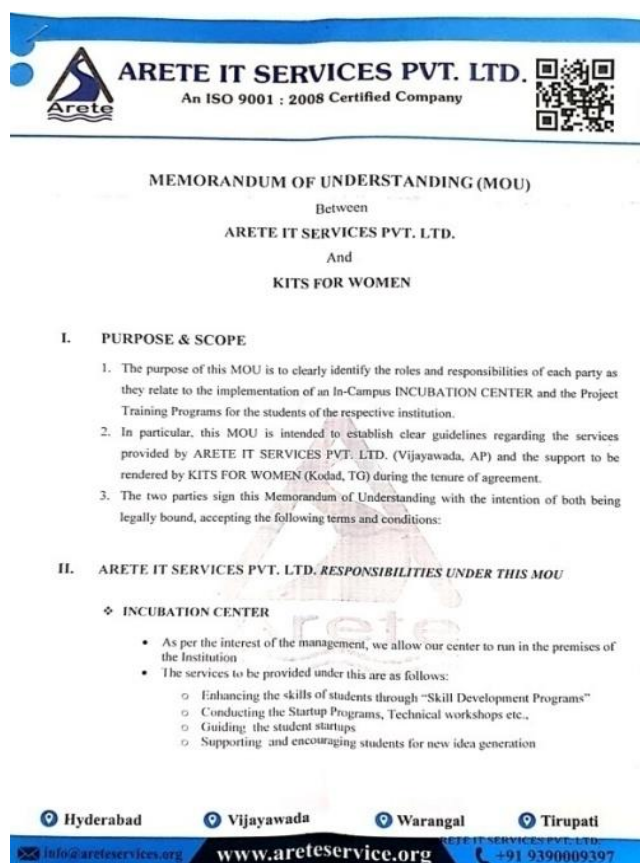 ARETE IT SERVICES PVT. LTD.
An ISO 9001 : 2008 Certified Company
Arete
MEMORANDUM OF UNDERSTANDING (MOU)
Between
ARETE IT SERVICES PVT. LTD.
And
KITS FOR WOMEN
I. PURPOSE & SCOPE
1. The purpose of this MOU is to clearly identify the roles and responsibilities of each party as
they relate to the implementation of an In-Campus INCUBATION CENTER and the Project
Training Programs for the students of the respective institution.
2. In particular, this MOU is intended to establish clear guidelines regarding the services
provided by ARETE IT SERVICES PVT. LTD. (Vijayawada, AP) and the support to be
rendered by KITS FOR WOMEN (Kodad, TG) during the tenure of agreement.
3. The two parties sign this Memorandum of Understanding with the intention of both being
legally bound, accepting the following terms and conditions:
II. ARETE IT SERVICES PVT. LTD. RESPONSIBILITIES UNDER THIS MOU
❖ INCUBATION CENTER
• As per the interest of the management, we allow our center to run in the premises of
the Institution
• The services to be provided under this are as follows:
o Enhancing the skills of students through “Skill Development Programs”
o Conducting the Startup Programs, Technical workshops etc.,
o Guiding the student startups
o Supporting and encouraging students for new idea generation
Arete
Hyderabad Vijayawada Warangal Tirupati
ARETE IT SERVICES PVT. LTD.
info@areteservices.org www.areteservice.org +91 9390009397